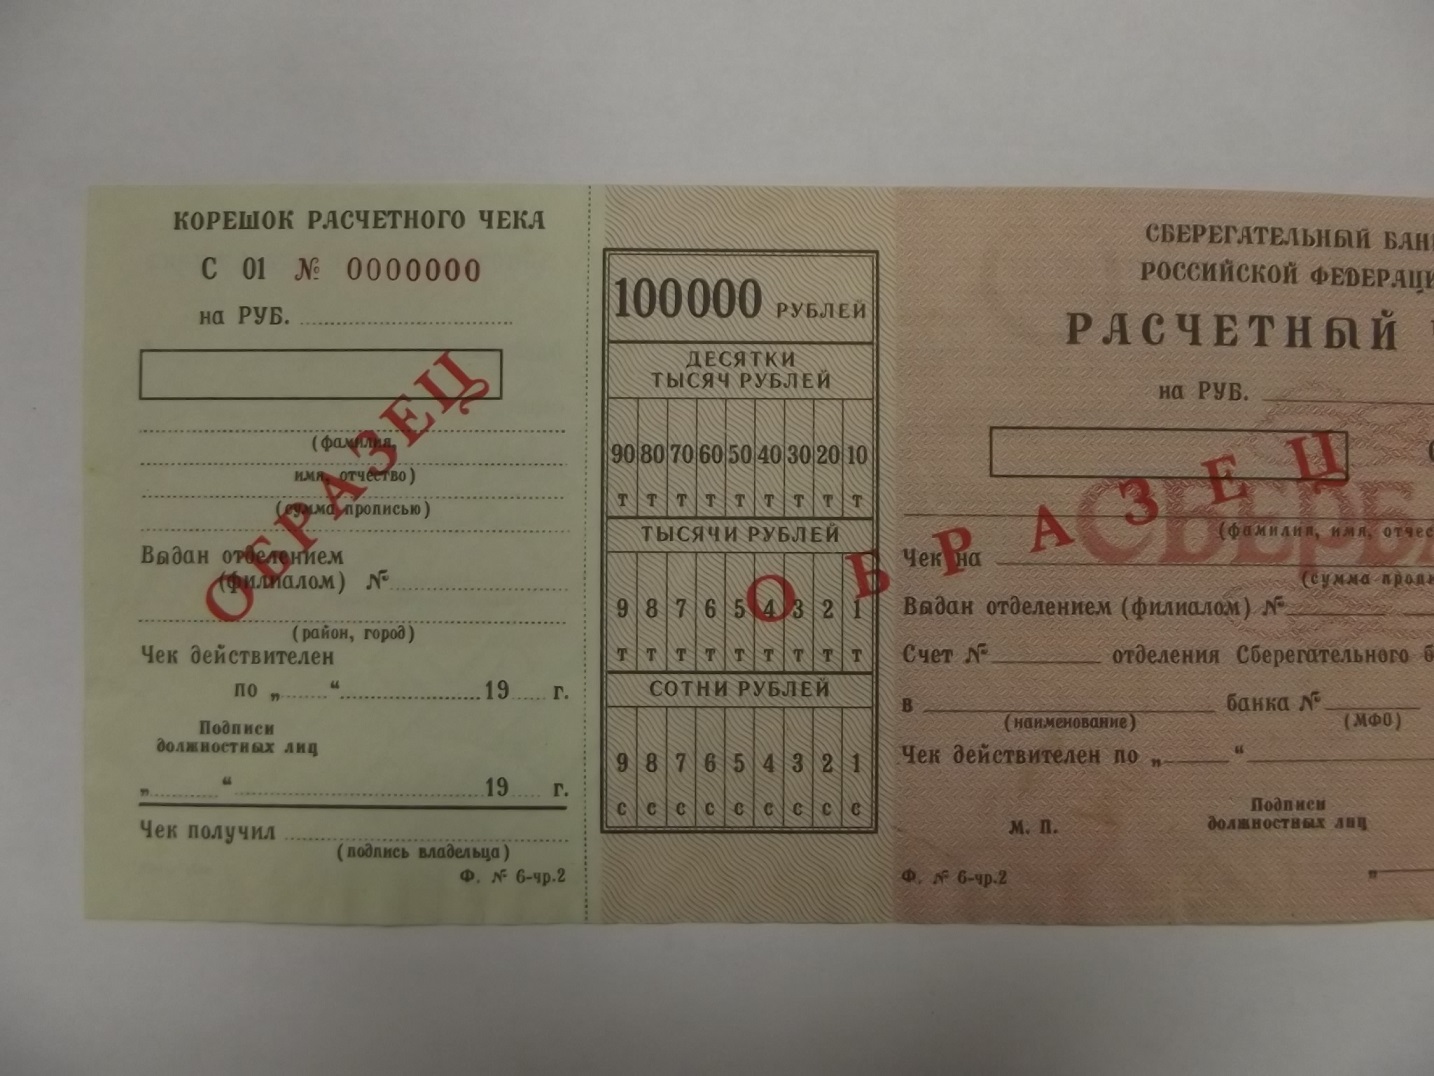 КОРЕШОК РАСЧЕТНОГО ЧЕКА
С 01 № 0000000
на РУБ.
(фамилия,
имя, отчество)
(сумма прописью)
Выдан отделением
(филиалом) №
(район, город)
Чек действителен
по „ “ 19 г.
Подписи
должностных лиц
„ “ 19 г.
Чек получил
(подпись владельца)
Ф. № 6-чр.2
ОБРАЗЕЦ
100000 РУБЛЕЙ
ДЕСЯТКИ
ТЫСЯЧ РУБЛЕЙ
90 80 70 60 50 40 30 20 10
Т Т Т Т Т Т Т Т Т
ТЫСЯЧИ РУБЛЕЙ
9 8 7 6 5 4 3 2 1
Т Т Т Т Т Т Т Т Т
СОТНИ РУБЛЕЙ
9 8 7 6 5 4 3 2 1
С С С С С С С С С
СБЕРЕГАТЕЛЬНЫЙ БАН
РОССИЙСКОЙ ФЕДЕРАЦИ
РАСЧЕТНЫЙ
на РУБ.
ОБРАЗЕЦ
СБЕРБА
(фамилия, имя, отчес
Чек на
(сумма пропи
Выдан отделением (филиалом) №
Счет № отделения Сберегательного б
в банка №
(наименование) (МФО)
Чек действителен по „ “
Подписи
М. П. должностных лиц
Ф. № 6-чр.2 „